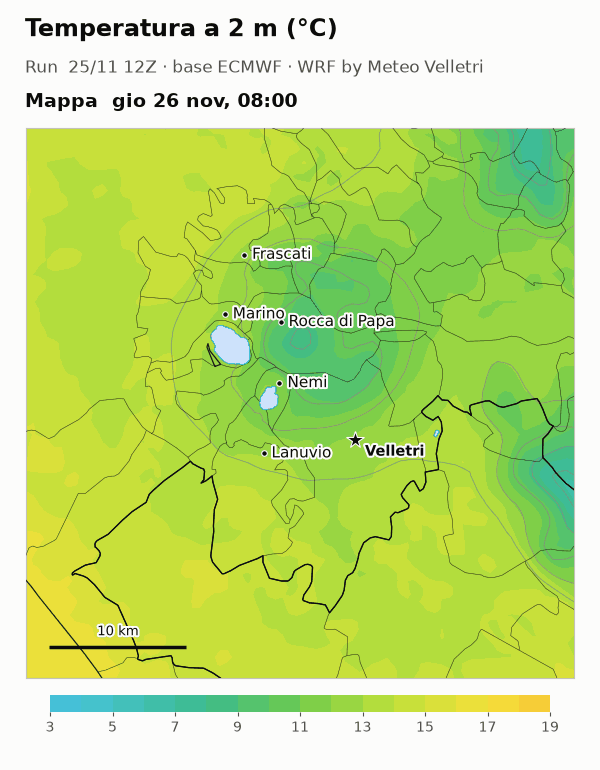 Temperatura a 2 m (°C)
Run  25/11 12Z · base ECMWF · WRF by Meteo Velletri
Mappa  gio 26 nov, 08:00
Frascati
Marino
Rocca di Papa
Nemi
Velletri
Lanuvio
10 km
3 5 7 9 11 13 15 17 19